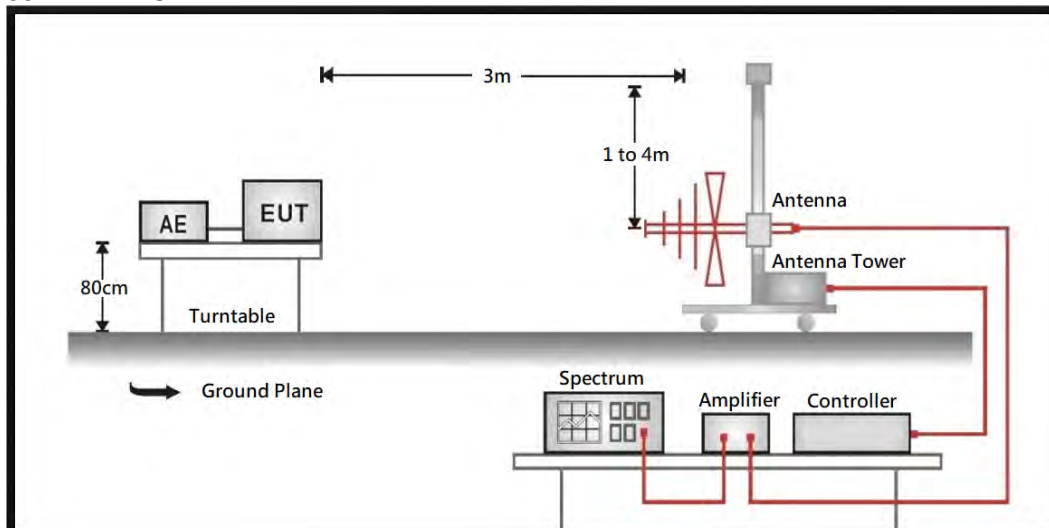 3m
1 to 4m
Antenna
EUT
AE
Antenna Tower
80cm
Turntable
Ground Plane
Spectrum
Amplifier
Controller